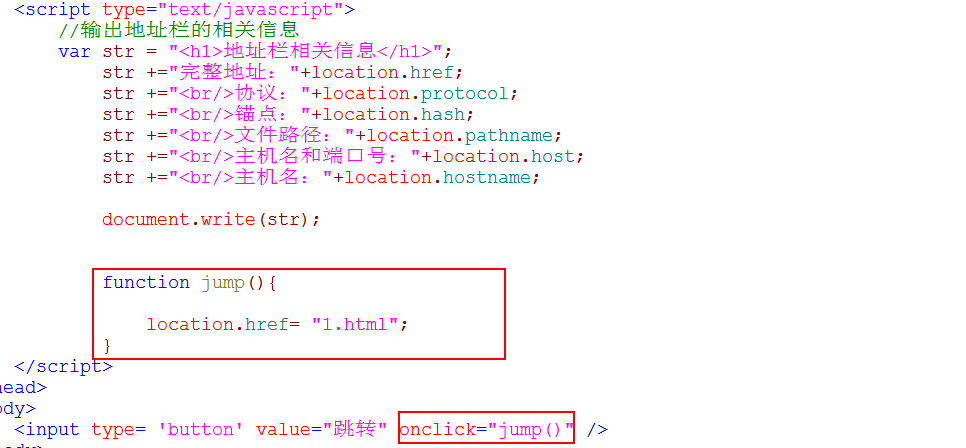 <script type="text/javascript">
//输出地址栏的相关信息
var str = "<h1>地址栏相关信息</h1>";
str +="完整地址："+location.href;
str +="<br/>协议："+location.protocol;
str +="<br/>锚点："+location.hash;
str +="<br/>文件路径："+location.pathname;
str +="<br/>主机名和端口号："+location.host;
str +="<br/>主机名："+location.hostname;
document.write(str);
function jump(){
location.href= "1.html";
}
</script>
ead>
ody>
<input type= 'button' value="跳转" onclick="jump()" />